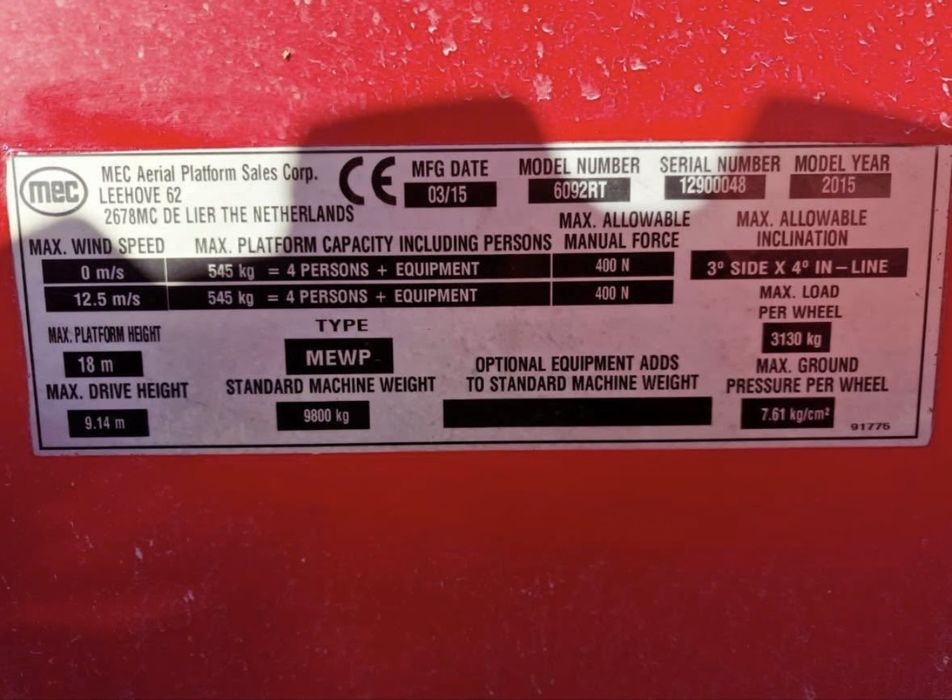 mec
MEC Aerial Platform Sales Corp.
LEEHOVE 62
2678MC DE LIER THE NETHERLANDS
CE
MFG DATE
03/15
MODEL NUMBER
6092RT
SERIAL NUMBER
12900048
MODEL YEAR
2015
MAX. WIND SPEED
MAX. PLATFORM CAPACITY INCLUDING PERSONS
MAX. ALLOWABLE
MANUAL FORCE
0 m/s
545 kg = 4 PERSONS + EQUIPMENT
400 N
12.5 m/s
545 kg = 4 PERSONS + EQUIPMENT
400 N
MAX. ALLOWABLE
INCLINATION
3º SIDE X 4º IN – LINE
MAX. PLATFORM HEIGHT
18 m
TYPE
MEWP
MAX. LOAD
PER WHEEL
3130 kg
MAX. DRIVE HEIGHT
9.14 m
STANDARD MACHINE WEIGHT
9800 kg
OPTIONAL EQUIPMENT ADDS
TO STANDARD MACHINE WEIGHT
MAX. GROUND
PRESSURE PER WHEEL
7.61 kg/cm²
91776